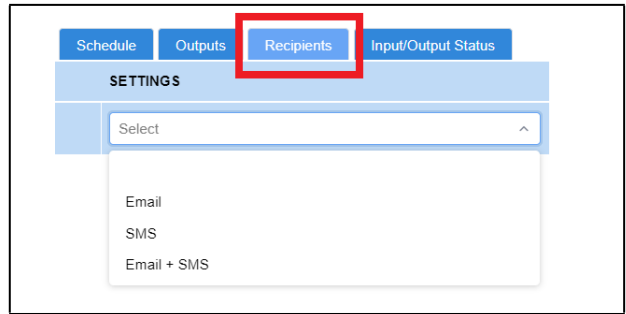 Schedule Outputs Recipients Input/Output Status
SETTINGS
Select
Email
SMS
Email + SMS